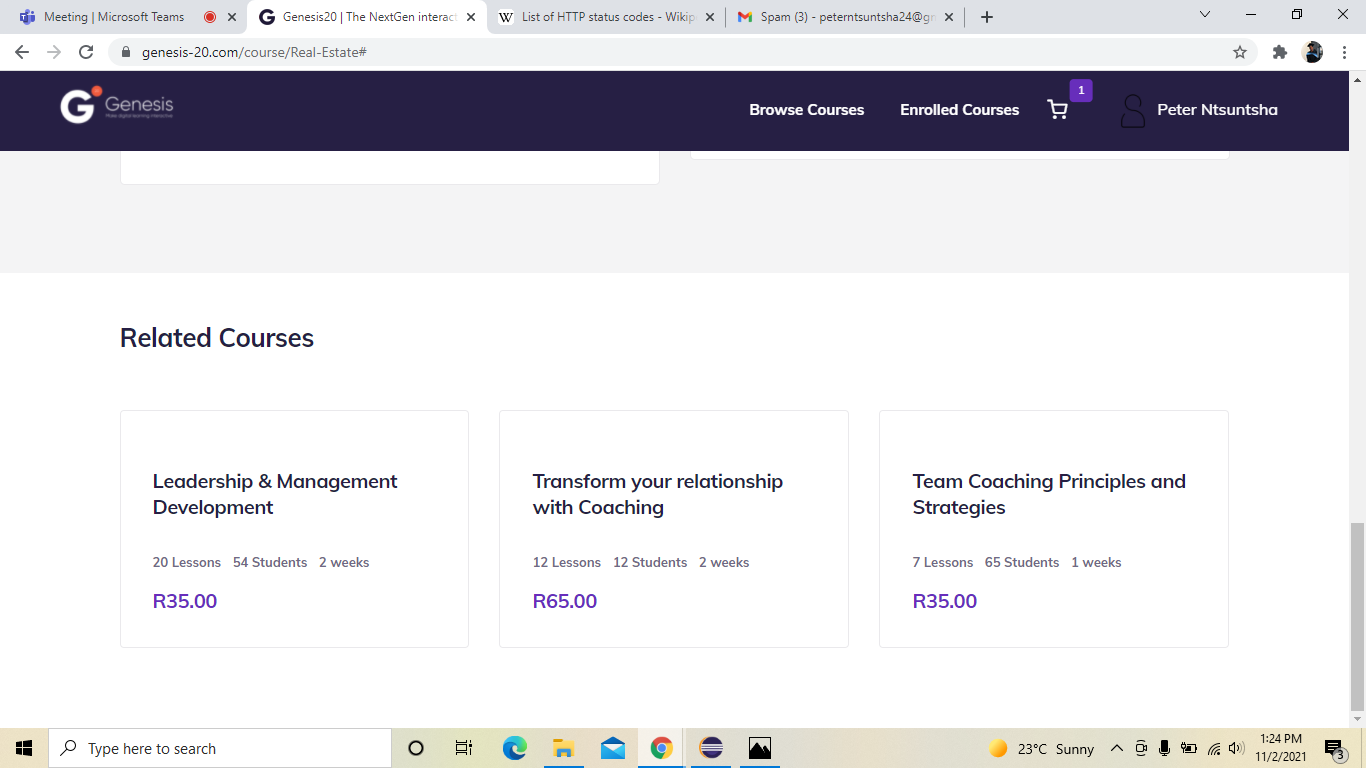 Meeting | Microsoft Teams
Genesis20 | The NextGen interact
W List of HTTP status codes - Wikip
Spam (3) - peterntsuntsha24@g
genesis-20.com/course/Real-Estate#
G Genesis
Make digital learning interactive
Browse Courses
Enrolled Courses
1
Peter Ntsuntsha
Related Courses
Leadership & Management
Development
20 Lessons 54 Students 2 weeks
R35.00
Transform your relationship
with Coaching
12 Lessons 12 Students 2 weeks
R65.00
Team Coaching Principles and
Strategies
7 Lessons 65 Students 1 weeks
R35.00
Type here to search
23°C Sunny
1:24 PM
11/2/2021
3